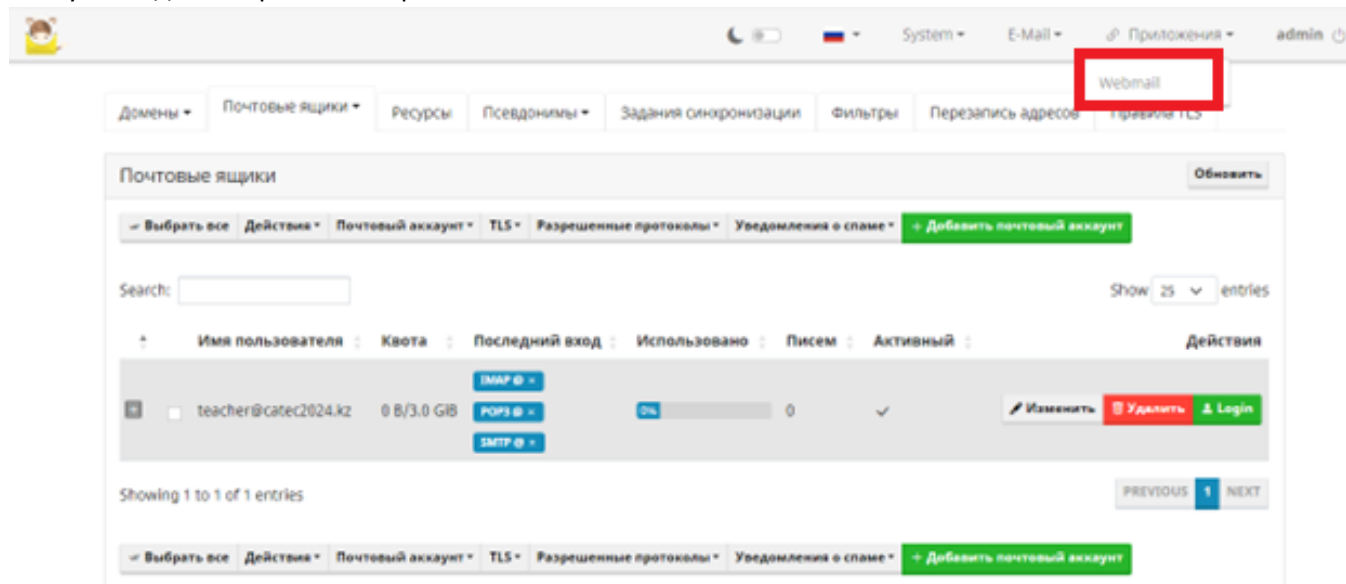 System E-Mail Приложения admin
Webmail
Домены Почтовые ящики Ресурсы Псевдонимы Задания синхронизации Фильтры Перезапись адресов Правила TLS
Почтовые ящики Обновить
Выбрать все Действия Почтовый аккаунт TLS Разрешенные протоколы Уведомления о спаме + Добавить почтовый аккаунт
Search: Show 25 entries
Имя пользователя Квота Последний вход Использовано Писем Активный Действия
IMAP @ ×
teacher@catec2024.kz 0 B/3.0 GiB POP3 @ × 0% 0 Изменить Удалить Login
SMTP @ ×
Showing 1 to 1 of 1 entries PREVIOUS 1 NEXT
Выбрать все Действия Почтовый аккаунт TLS Разрешенные протоколы Уведомления о спаме + Добавить почтовый аккаунт